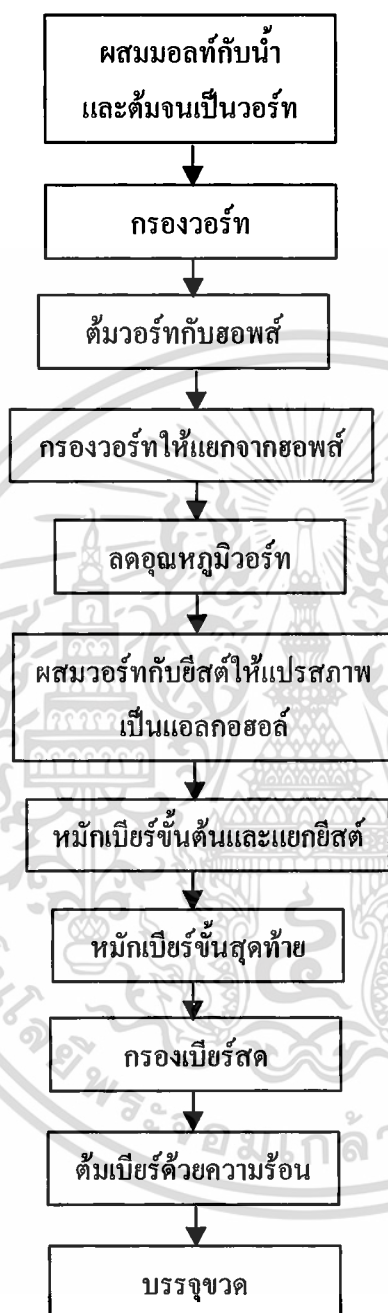 ผสมมอลท์กับน้ำ
และต้มจนเป็นวอร์ท
กรองวอร์ท
ต้มวอร์ทกับฮอพส์
กรองวอร์ทให้แยกจากฮอพส์
ลดอุณหภูมิวอร์ท
ผสมวอร์ทกับยีสต์ให้แปรสภาพ
เป็นแอลกอฮอล์
หมักเบียร์ขั้นต้นและแยกยีสต์
หมักเบียร์ขั้นสุดท้าย
กรองเบียร์สด
ต้มเบียร์ด้วยความร้อน
บรรจุขวด